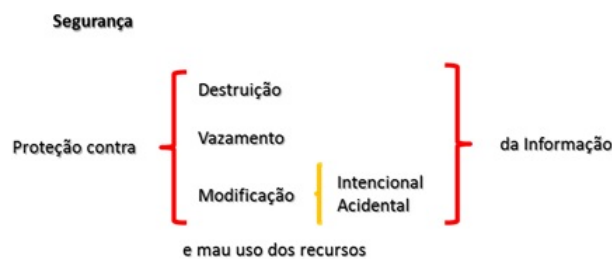 Segurança
Destruição
Proteção contra
Vazamento
da Informação
Modificação
Intencional
Acidental
e mau uso dos recursos